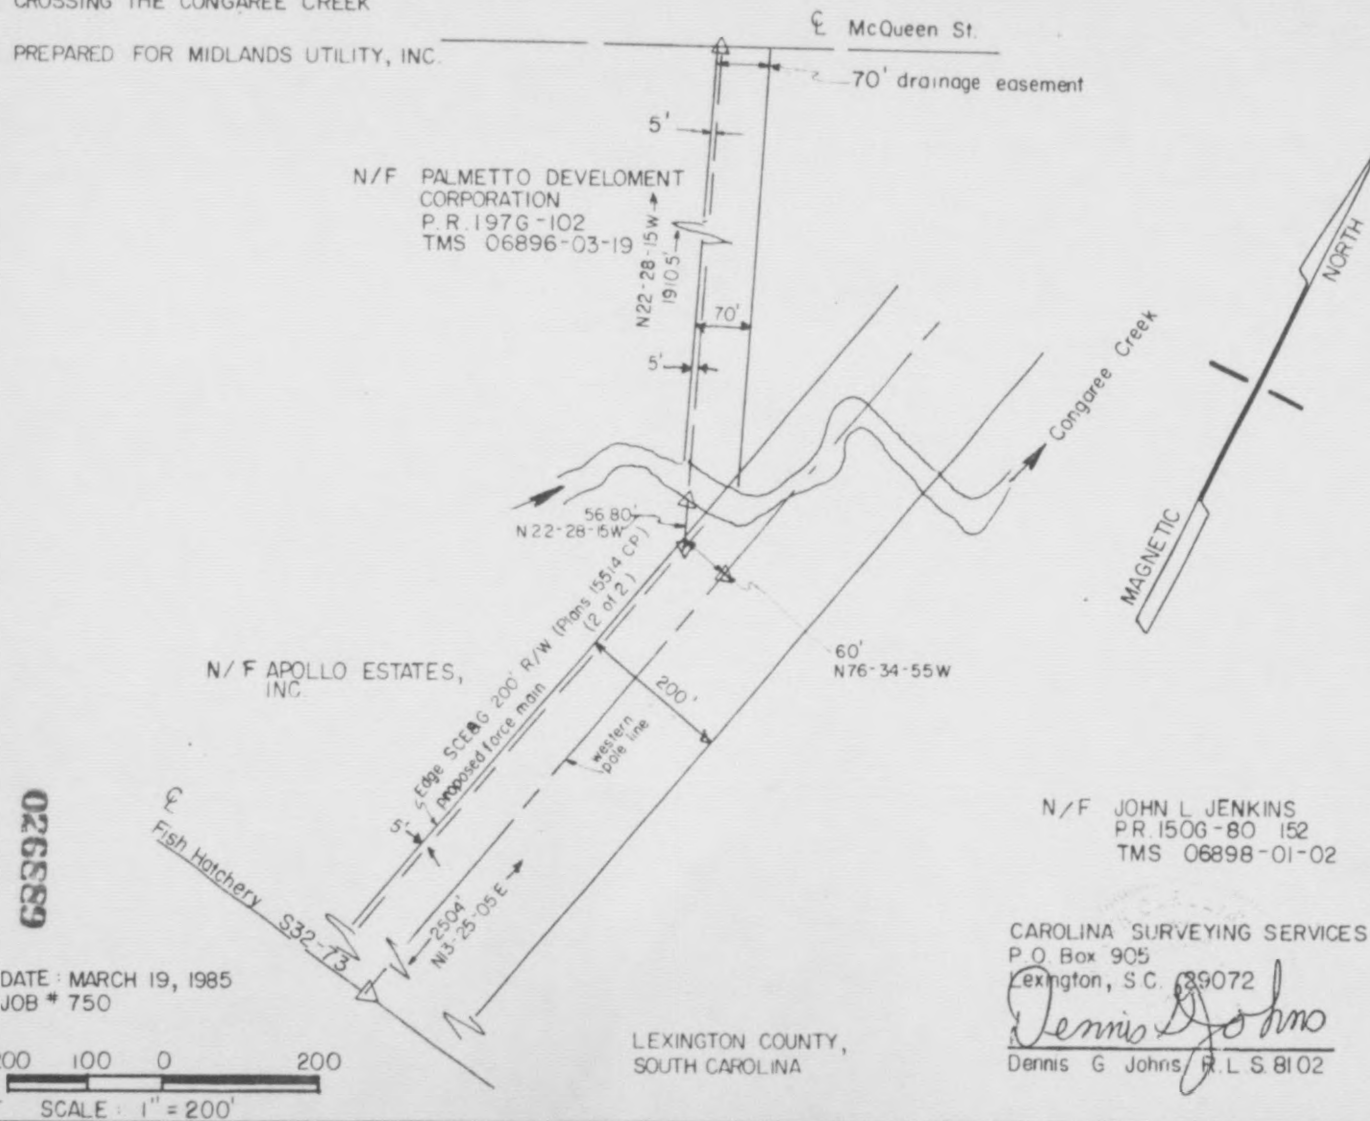 CROSSING THE CONGAREE CREEK
PREPARED FOR MIDLANDS UTILITY, INC.
℄ McQueen St.
70' drainage easement
5'
N/F PALMETTO DEVELOMENT
CORPORATION
P.R. 197G-102
TMS 06896-03-19
N22-28-15W
1910.5'
70'
5'
NORTH
MAGNETIC
Congaree Creek
56.80'
N22-28-15W
60'
N76-34-55W
Edge SCE&G 200' R/W (Plans 15514 CP)
(2 of 2)
proposed force main
N/F APOLLO ESTATES,
INC.
200'
western
pole line
5'
℄
Fish Hatchery S32-73
2504'
N13-25-05E
N/F JOHN L JENKINS
P.R. 150G-80 152
TMS 06898-01-02
026889
DATE: MARCH 19, 1985
JOB # 750
200 100 0 200
SCALE: 1" = 200'
LEXINGTON COUNTY,
SOUTH CAROLINA
CAROLINA SURVEYING SERVICES
P.O. Box 905
Lexington, S.C. 29072
Dennis G Johns
Dennis G Johns, R.L.S. 8102